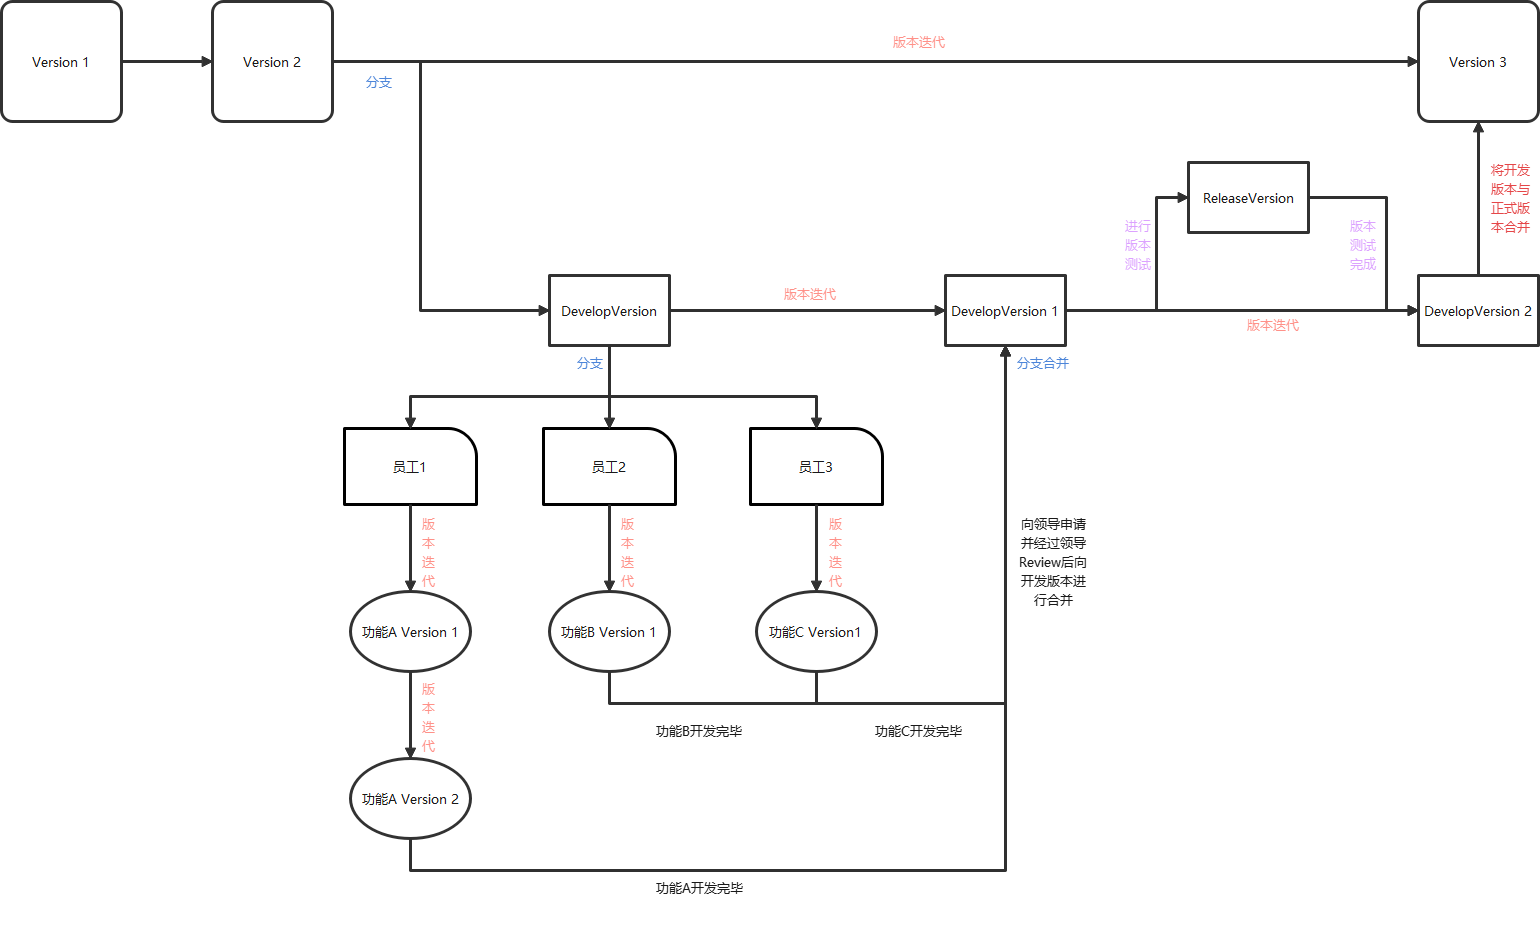 版本迭代
Version 1
Version 2
Version 3
分支
将开发
版本与
正式版
本合并
ReleaseVersion
进行
版本
测试
版本
测试
完成
版本迭代
DevelopVersion
DevelopVersion 1
DevelopVersion 2
版本迭代
分支
分支合并
员工1
员工2
员工3
版
本
迭
代
版
本
迭
代
版
本
迭
代
向领导申请
并经过领导
Review后向
开发版本进
行合并
功能A Version 1
功能B Version 1
功能C Version1
版
本
迭
代
功能B开发完毕
功能C开发完毕
功能A Version 2
功能A开发完毕